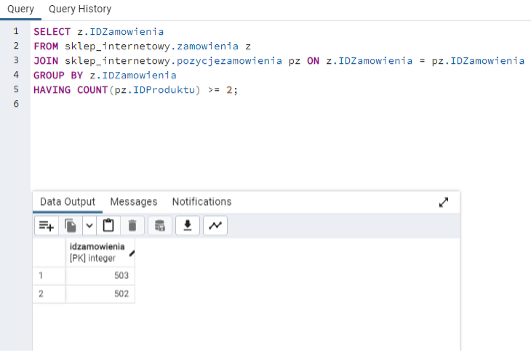 Query Query History
1 SELECT z.IDZamowienia
2 FROM sklep_internetowy.zamowienia z
3 JOIN sklep_internetowy.pozycjezamowienia pz ON z.IDZamowienia = pz.IDZamowienia
4 GROUP BY z.IDZamowienia
5 HAVING COUNT(pz.IDProduktu) >= 2;
6
Data Output Messages Notifications
idzamowienia
[PK] integer
1 503
2 502